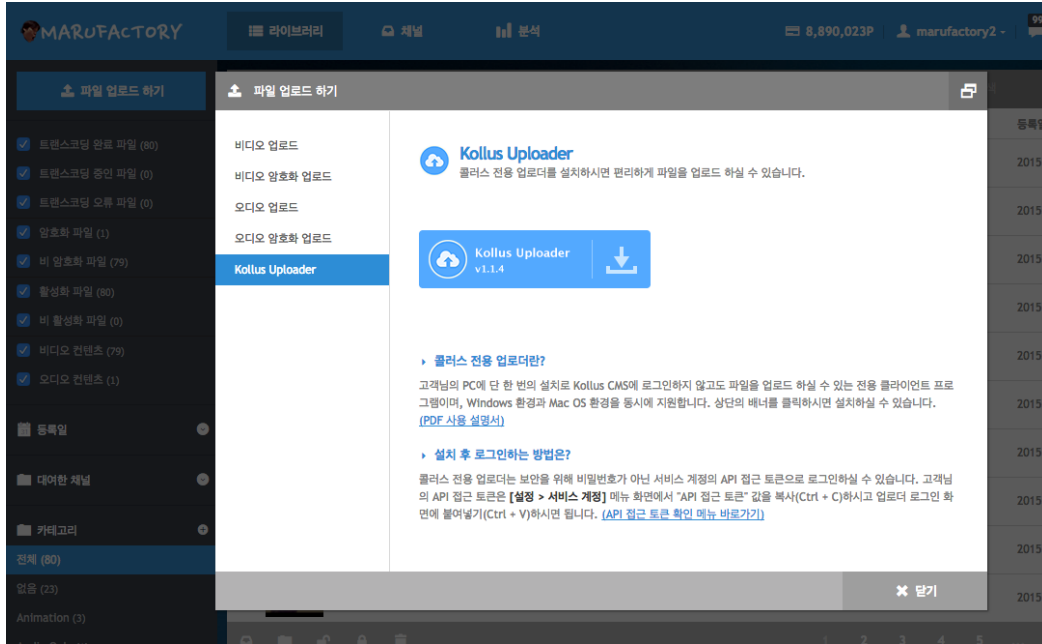 MARUFACTORY
라이브러리
채널
분석
8,890,023P
marufactory2
99
파일 업로드 하기
트랜스코딩 완료 파일 (80)
트랜스코딩 중인 파일 (0)
트랜스코딩 오류 파일 (0)
암호화 파일 (1)
비 암호화 파일 (79)
활성화 파일 (80)
비 활성화 파일 (0)
비디오 컨텐츠 (79)
오디오 컨텐츠 (1)
등록일
대여한 채널
카테고리
전체 (80)
없음 (23)
Animation (3)
파일 업로드 하기
비디오 업로드
비디오 암호화 업로드
오디오 업로드
오디오 암호화 업로드
Kollus Uploader
Kollus Uploader
콜러스 전용 업로더를 설치하시면 편리하게 파일을 업로드 하실 수 있습니다.
Kollus Uploader
v1.1.4
콜러스 전용 업로더란?
고객님의 PC에 단 한 번의 설치로 Kollus CMS에 로그인하지 않고도 파일을 업로드 하실 수 있는 전용 클라이언트 프로
그램이며, Windows 환경과 Mac OS 환경을 동시에 지원합니다. 상단의 배너를 클릭하시면 설치하실 수 있습니다.
(PDF 사용 설명서)
설치 후 로그인하는 방법은?
콜러스 전용 업로더는 보안을 위해 비밀번호가 아닌 서비스 계정의 API 접근 토큰으로 로그인하실 수 있습니다. 고객님
의 API 접근 토큰은 [설정 > 서비스 계정] 메뉴 화면에서 "API 접근 토큰" 값을 복사(Ctrl + C)하시고 업로더 로그인 화
면에 붙여넣기(Ctrl + V)하시면 됩니다. (API 접근 토큰 확인 메뉴 바로가기)
닫기
등록일
2015
2015
2015
2015
2015
2015
2015
2015
2015
2015
1 2 3 4 5